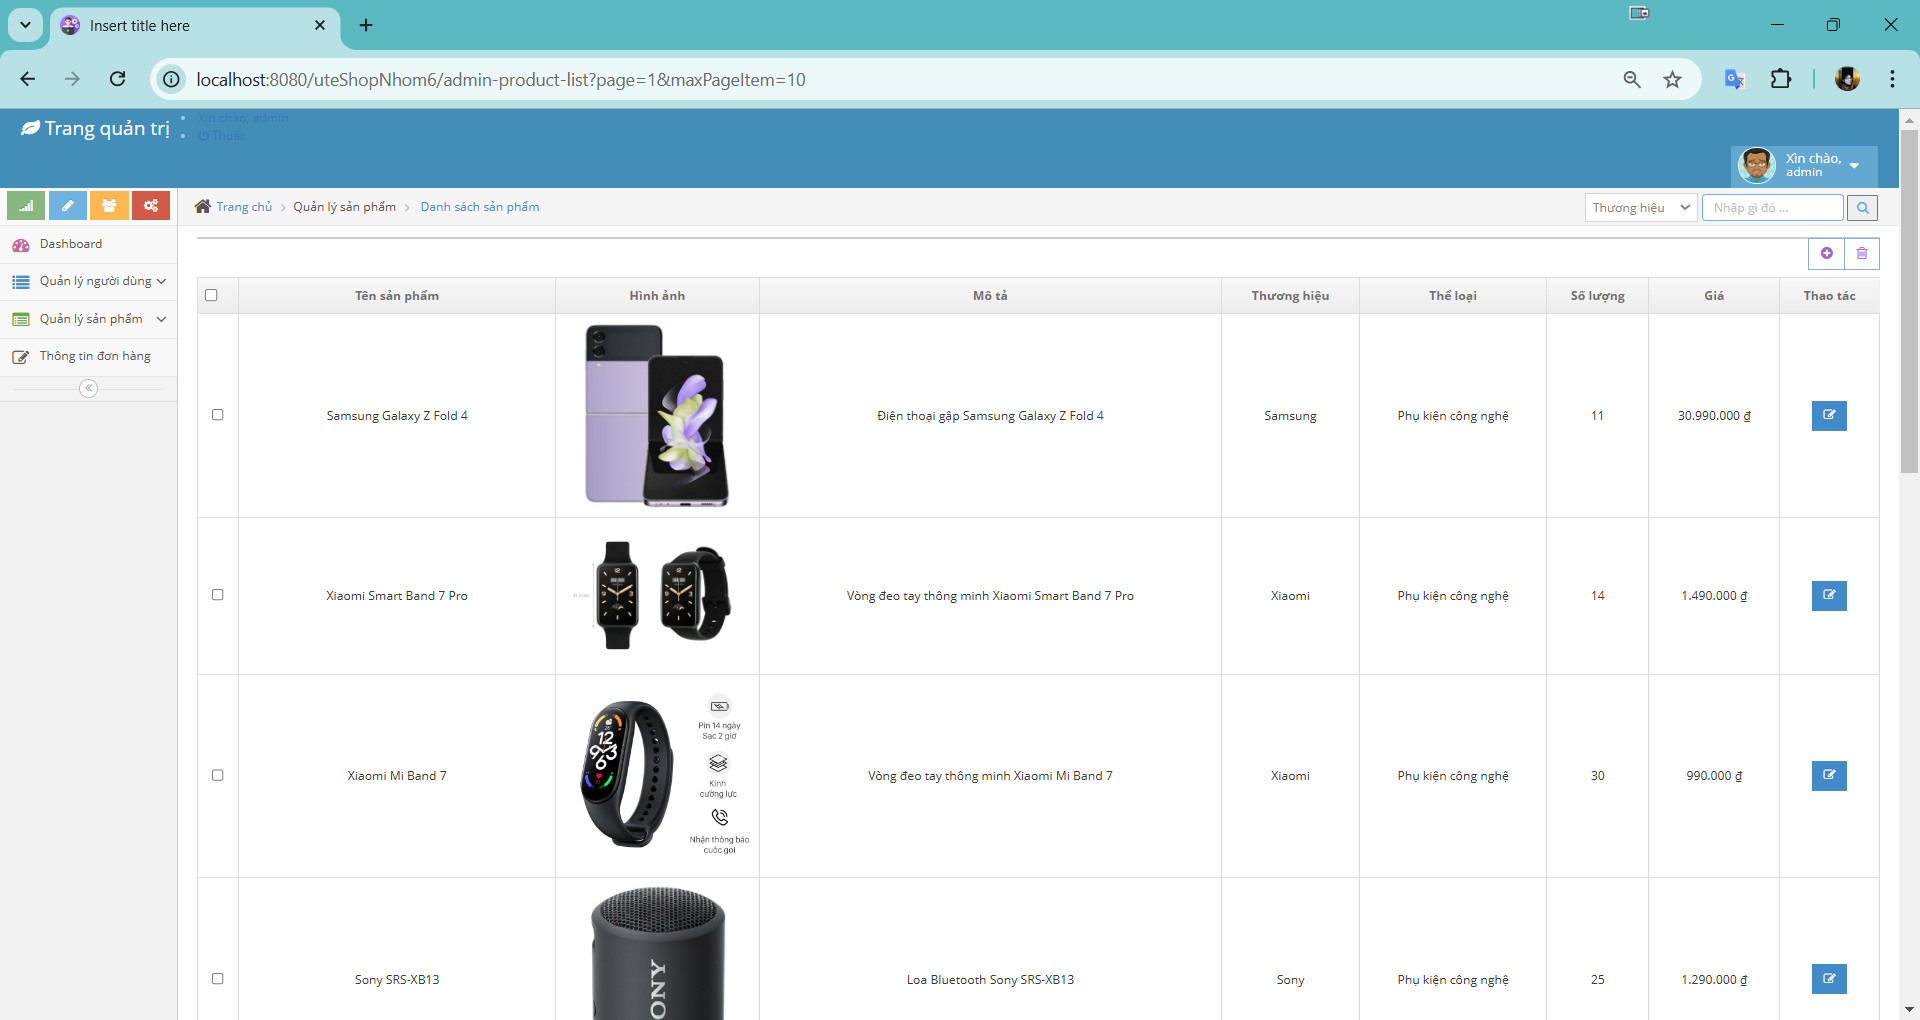 Insert title here
localhost:8080/uteShopNhom6/admin-product-list?page=1&maxPageItem=10
Trang quản trị
Xin chào, admin
Thoát
Xin chào,
admin
Trang chủ
Quản lý sản phẩm
Danh sách sản phẩm
Thương hiệu
Nhập gì đó ...
Dashboard
Quản lý người dùng
Quản lý sản phẩm
Thông tin đơn hàng
Tên sản phẩm Hình ảnh Mô tả Thương hiệu Thể loại Số lượng Giá Thao tác
Samsung Galaxy Z Fold 4 Điện thoại gập Samsung Galaxy Z Fold 4 Samsung Phụ kiện công nghệ 11 30.990.000 ₫
Xiaomi Smart Band 7 Pro Vòng đeo tay thông minh Xiaomi Smart Band 7 Pro Xiaomi Phụ kiện công nghệ 14 1.490.000 ₫
Pin 14 ngày
Sạc 2 giờ
Kính
cường lực
Nhận thông báo
cuộc gọi
Xiaomi Mi Band 7 Vòng đeo tay thông minh Xiaomi Mi Band 7 Xiaomi Phụ kiện công nghệ 30 990.000 ₫
Sony SRS-XB13 Loa Bluetooth Sony SRS-XB13 Sony Phụ kiện công nghệ 25 1.290.000 ₫